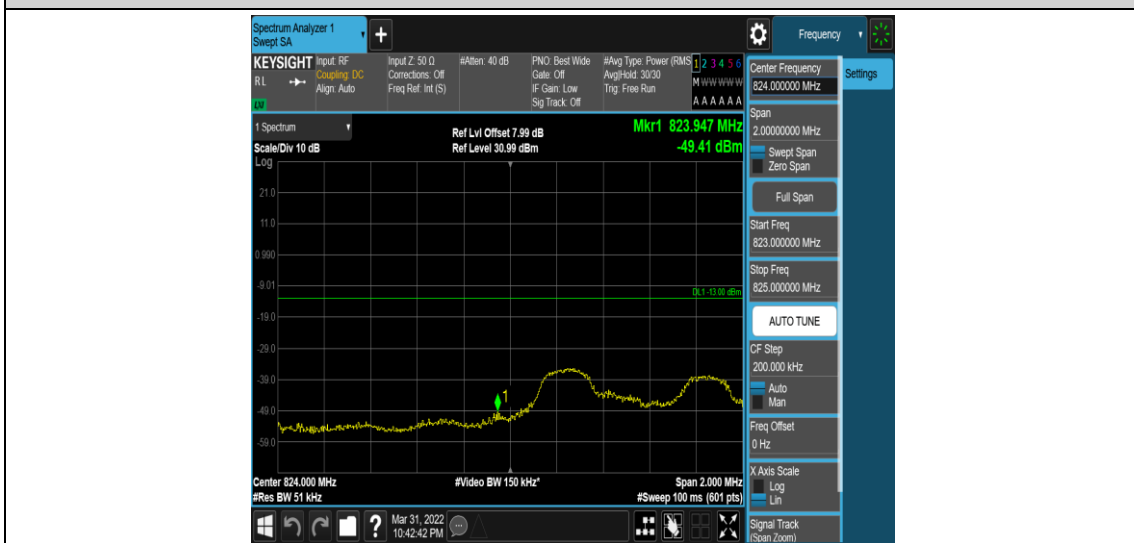 Spectrum Analyzer 1
Swept SA
+
Frequency
KEYSIGHT
RL
LXI
Input: RF
Coupling: DC
Align: Auto
Input Z: 50 Ω
Corrections: Off
Freq Ref: Int (S)
#Atten: 40 dB
PNO: Best Wide
Gate: Off
IF Gain: Low
Sig Track: Off
#Avg Type: Power (RMS
Avg|Hold: 30/30
Trig: Free Run
1 2 3 4 5 6
M W W W W W
A A A A A A
1 Spectrum
Scale/Div 10 dB
Log
Ref Lvl Offset 7.99 dB
Ref Level 30.99 dBm
Mkr1 823.947 MHz
-49.41 dBm
21.0
11.0
0.990
-9.01
DL1 -13.00 dBm
-19.0
-29.0
-39.0
1
-49.0
-59.0
Center 824.000 MHz
#Res BW 51 kHz
#Video BW 150 kHz*
Span 2.000 MHz
#Sweep 100 ms (601 pts)
?
Mar 31, 2022
10:42:42 PM
Center Frequency
824.000000 MHz
Settings
Span
2.00000000 MHz
Swept Span
Zero Span
Full Span
Start Freq
823.000000 MHz
Stop Freq
825.000000 MHz
AUTO TUNE
CF Step
200.000 kHz
Auto
Man
Freq Offset
0 Hz
X Axis Scale
Log
Lin
Signal Track
(Span Zoom)